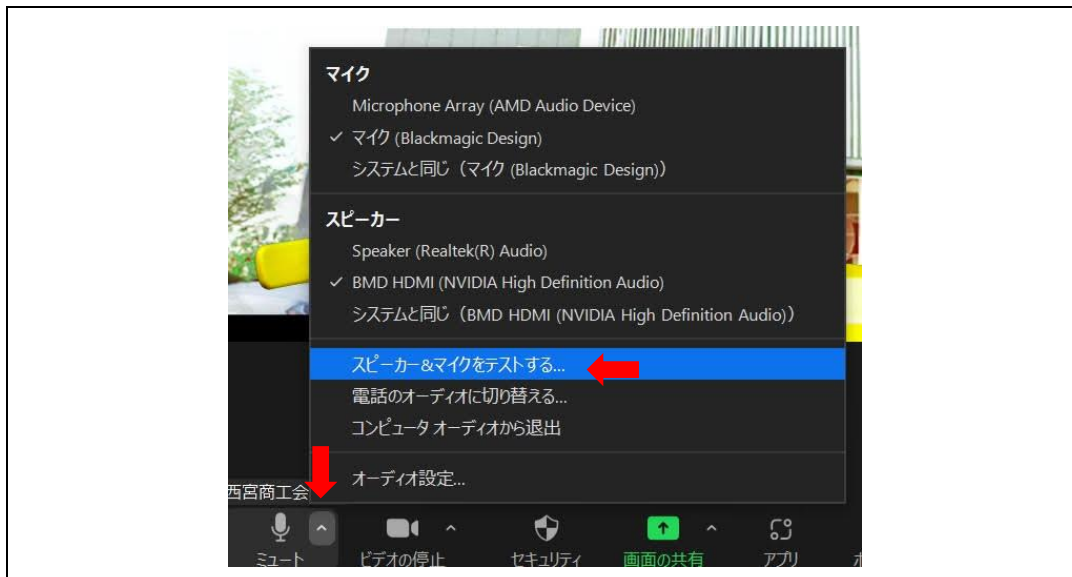 マイク
Microphone Array (AMD Audio Device)
✓ マイク (Blackmagic Design)
システムと同じ（マイク (Blackmagic Design)）
スピーカー
Speaker (Realtek(R) Audio)
✓ BMD HDMI (NVIDIA High Definition Audio)
システムと同じ（BMD HDMI (NVIDIA High Definition Audio)）
スピーカー&マイクをテストする...
電話のオーディオに切り替える...
コンピュータ オーディオから退出
オーディオ設定...
西宮商工会
ミュート ビデオの停止 セキュリティ 画面の共有 アプリ